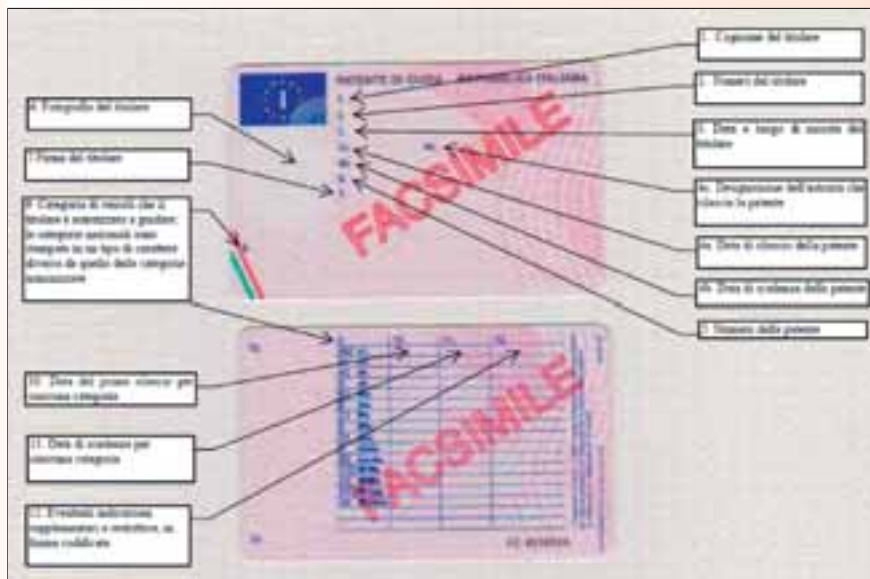 PATENTE DI GUIDA REPUBBLICA ITALIANA
I
FACSIMILE
1. Cognome del titolare
2. Nome del titolare
3. Data e luogo di nascita del
titolare
4c. Designazione dell'autorità che
rilascia la patente
4a. Data di rilascio della patente
4b. Data di scadenza della patente
5. Numero della patente
6. Fotografia del titolare
7. Firma del titolare
9. Categoria di veicoli che il
titolare è autorizzato a guidare
le categorie nazionali sono
stampate in un tipo di carattere
diverso da quello delle categorie
armonizzate
10. Data del primo rilascio per
ciascuna categoria
11. Data di scadenza per
ciascuna categoria
12. Eventuali indicazioni
supplementari o restrittive, in
forma codificata
FACSIMILE